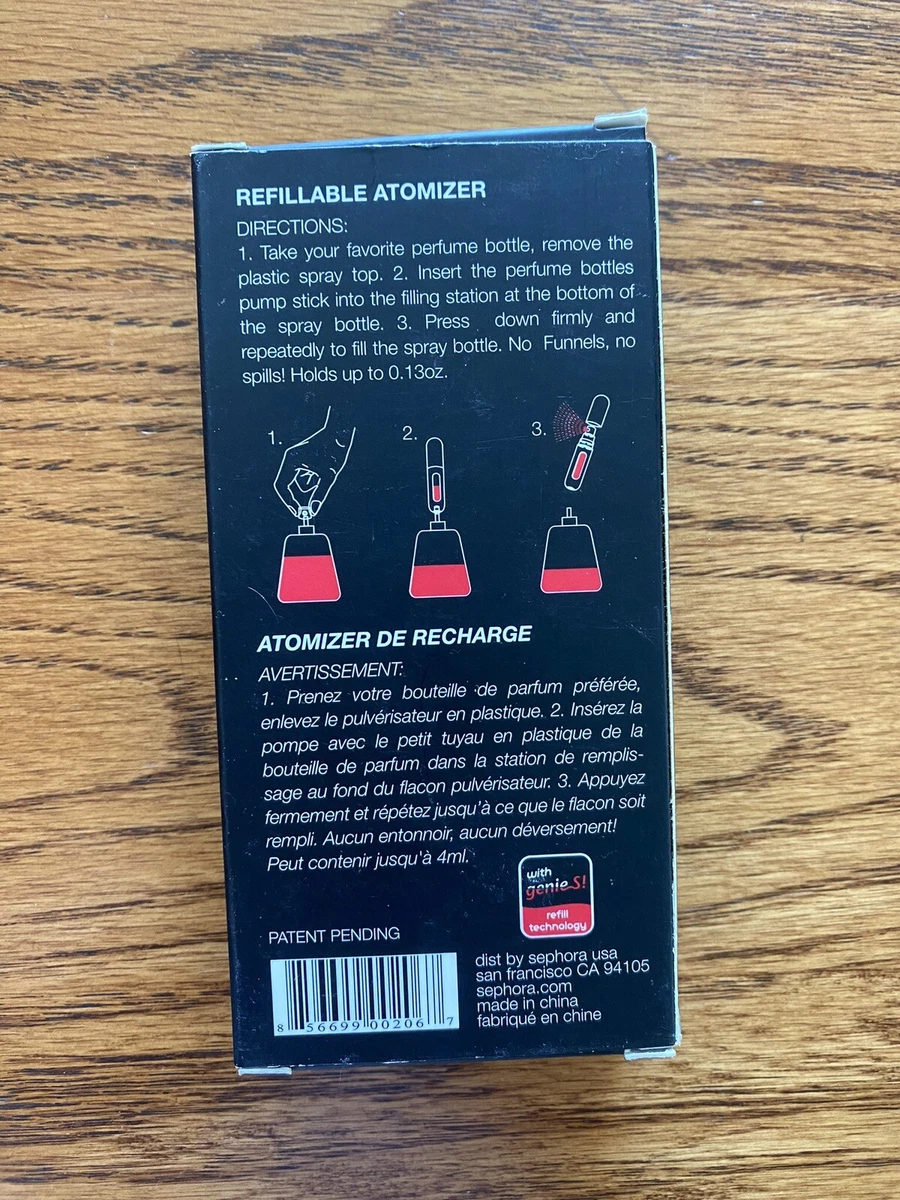 REFILLABLE ATOMIZER
DIRECTIONS:
1. Take your favorite perfume bottle, remove the
plastic spray top. 2. Insert the perfume bottles
pump stick into the filling station at the bottom of
the spray bottle. 3. Press down firmly and
repeatedly to fill the spray bottle. No Funnels, no
spills! Holds up to 0.13oz.
1.
2.
3.
ATOMIZER DE RECHARGE
AVERTISSEMENT:
1. Prenez votre bouteille de parfum préférée,
enlevez le pulvérisateur en plastique. 2. Insérez la
pompe avec le petit tuyau en plastique de la
bouteille de parfum dans la station de remplis-
sage au fond du flacon pulvérisateur. 3. Appuyez
fermement et répétez jusqu'à ce que le flacon soit
rempli. Aucun entonnoir, aucun déversement!
Peut contenir jusqu'à 4ml.
with
genieS!
refill
technology
PATENT PENDING
8 56699 00206 7
dist by sephora usa
san francisco CA 94105
sephora.com
made in china
fabriqué en chine